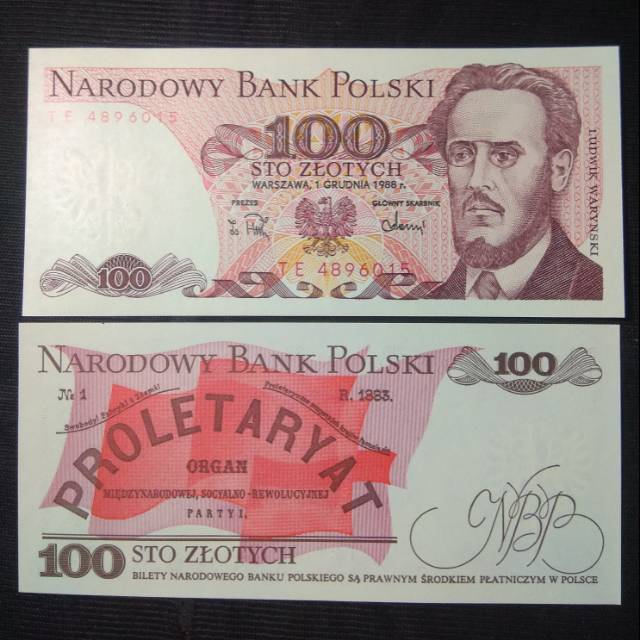 NARODOWY BANK POLSKI
TE 4896015
100
STO ZŁOTYCH
WARSZAWA, 1 GRUDNIA 1988 r.
PREZES
GŁÓWNY SKARBNIK
LUDWIK WARYŃSKI
TE 4896015
100
NARODOWY BANK POLSKI
100
№ 1
R. 1883.
PROLETARYAT
ORGAN
MIĘDZYNARODOWEJ, SOCYALNO-REWOLUCYJNEJ
PARTYI.
NBP
100 STO ZŁOTYCH
BILETY NARODOWEGO BANKU POLSKIEGO SĄ PRAWNYM ŚRODKIEM PŁATNICZYM W POLSCE